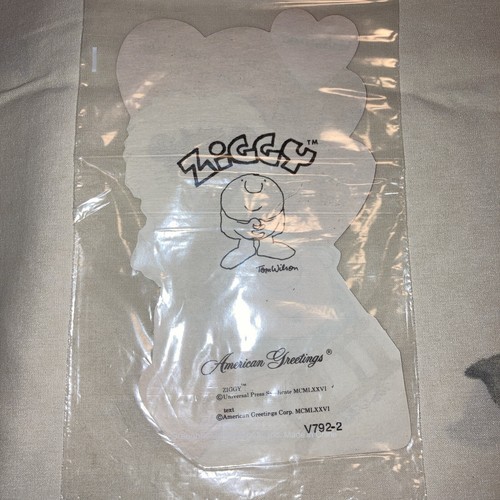 ZIGGY™
Tom Wilson
American Greetings®
ZIGGY™
©Universal Press Syndicate MCMLXXVI
text
©American Greetings Corp. MCMLXXVI
V792-2